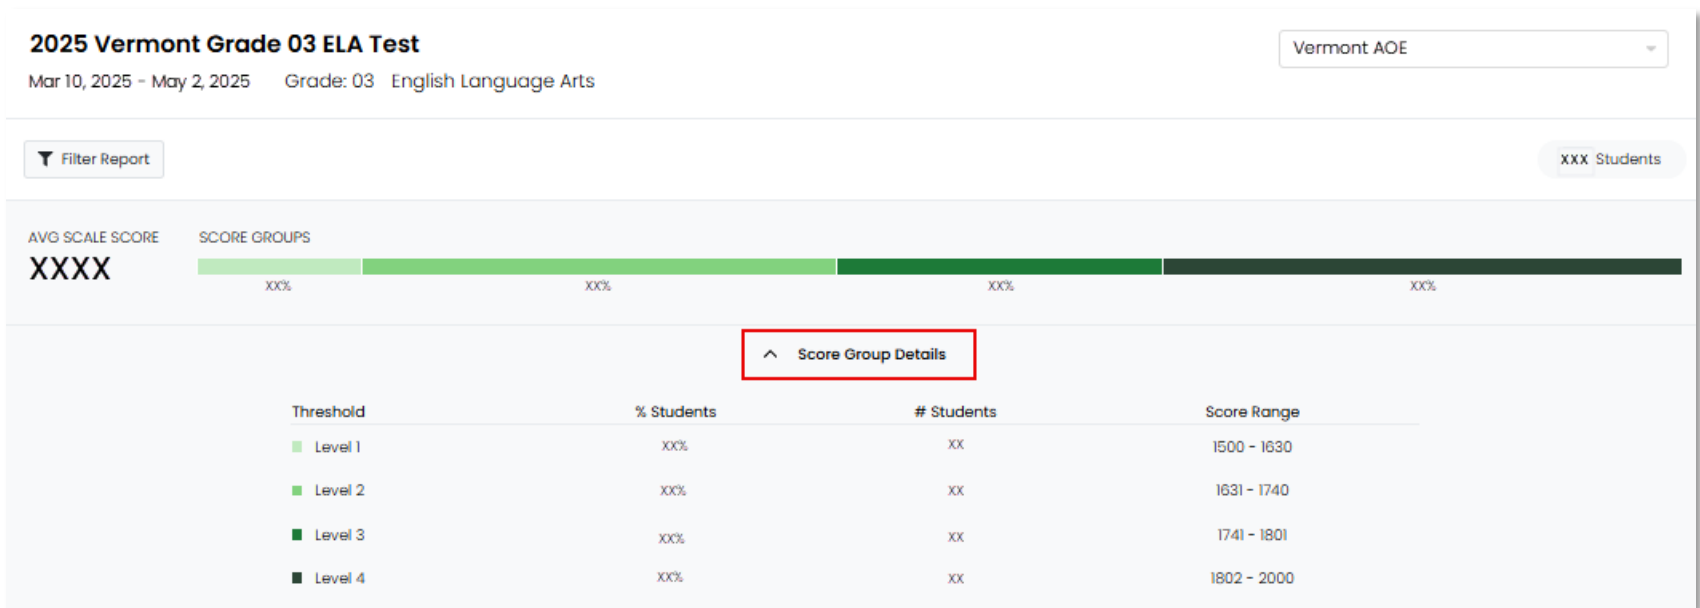 2025 Vermont Grade 03 ELA Test
Vermont AOE
Mar 10, 2025 - May 2, 2025 Grade: 03 English Language Arts
Filter Report
XXX Students
AVG SCALE SCORE SCORE GROUPS
XXXX
XX% XX% XX% XX%
Score Group Details
Threshold % Students # Students Score Range
Level 1 XX% XX 1500 - 1630
Level 2 XX% XX 1631 - 1740
Level 3 XX% XX 1741 - 1801
Level 4 XX% XX 1802 - 2000